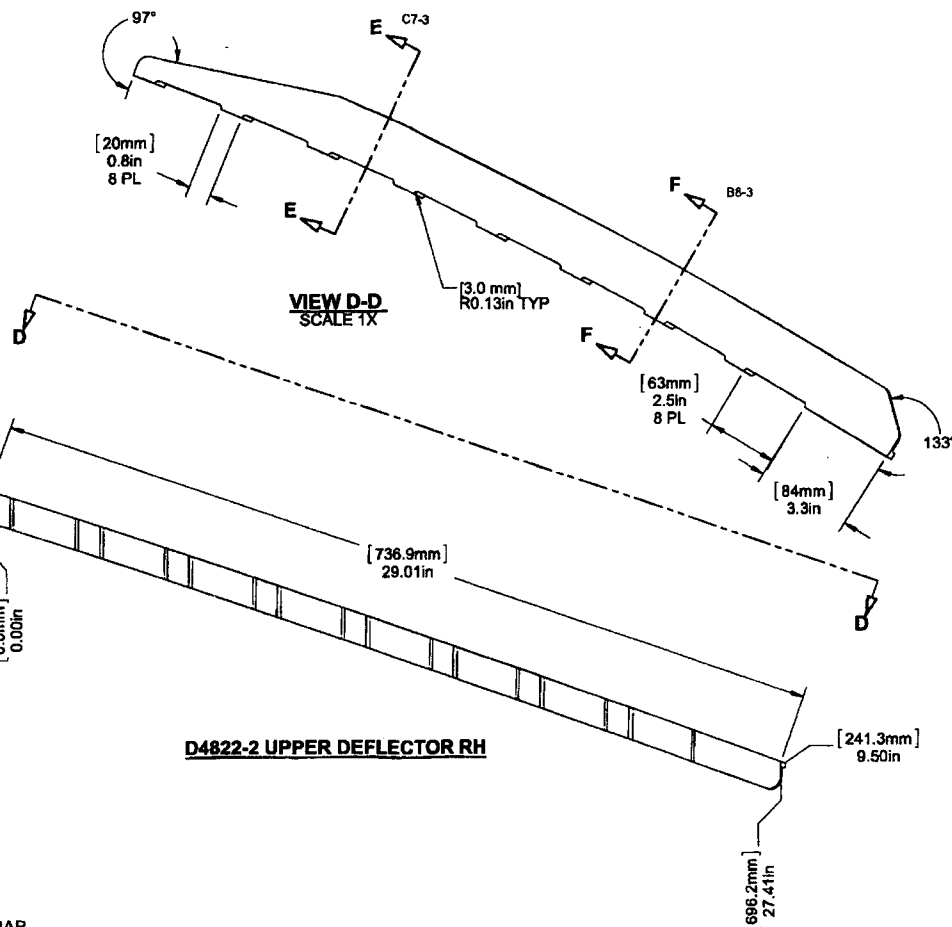 97°
E C7-3
[20mm]
0.8in
8 PL
E
F B8-3
[3.0 mm]
R0.13in TYP
VIEW D-D
SCALE 1X
D
F
[63mm]
2.5in
8 PL
133°
[84mm]
3.3in
[736.9mm]
29.01in
D
0.00in
D4822-2 UPPER DEFLECTOR RH
[241.3mm]
9.50in
696.2mm]
27.41in